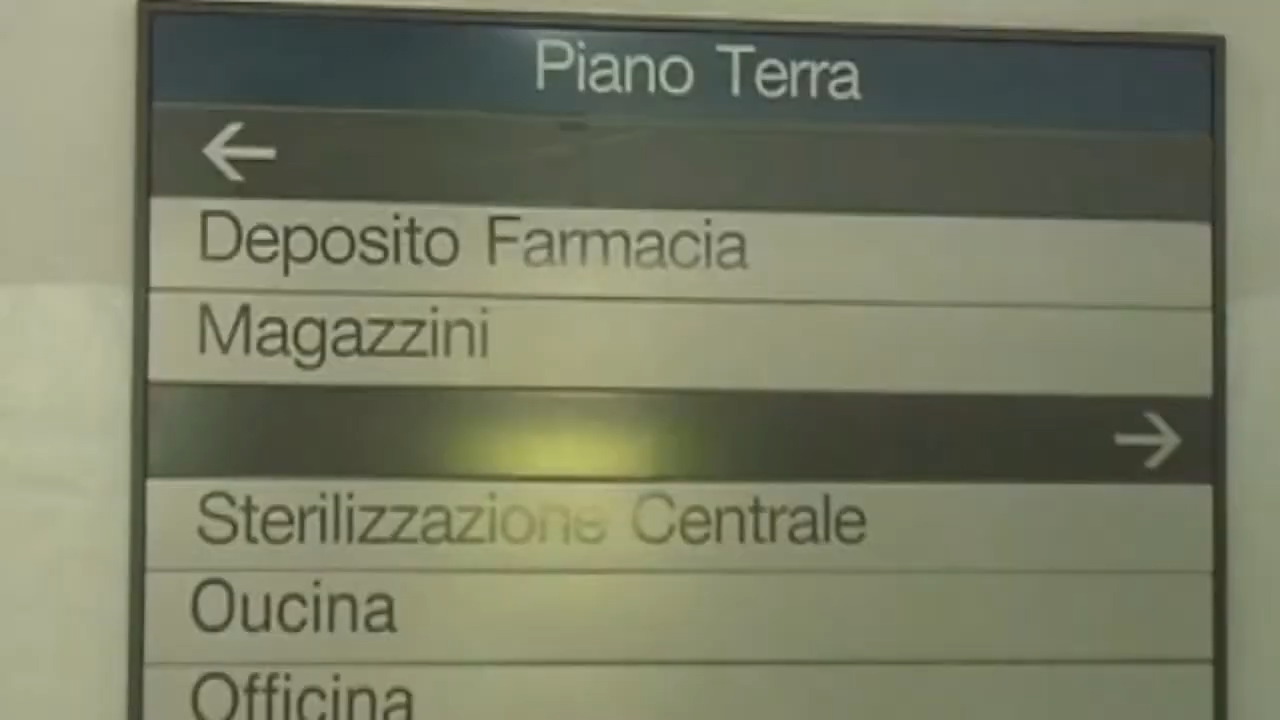 Piano Terra
←
Deposito Farmacia
Magazzini
→
Sterilizzazione Centrale
Oucina
Officina